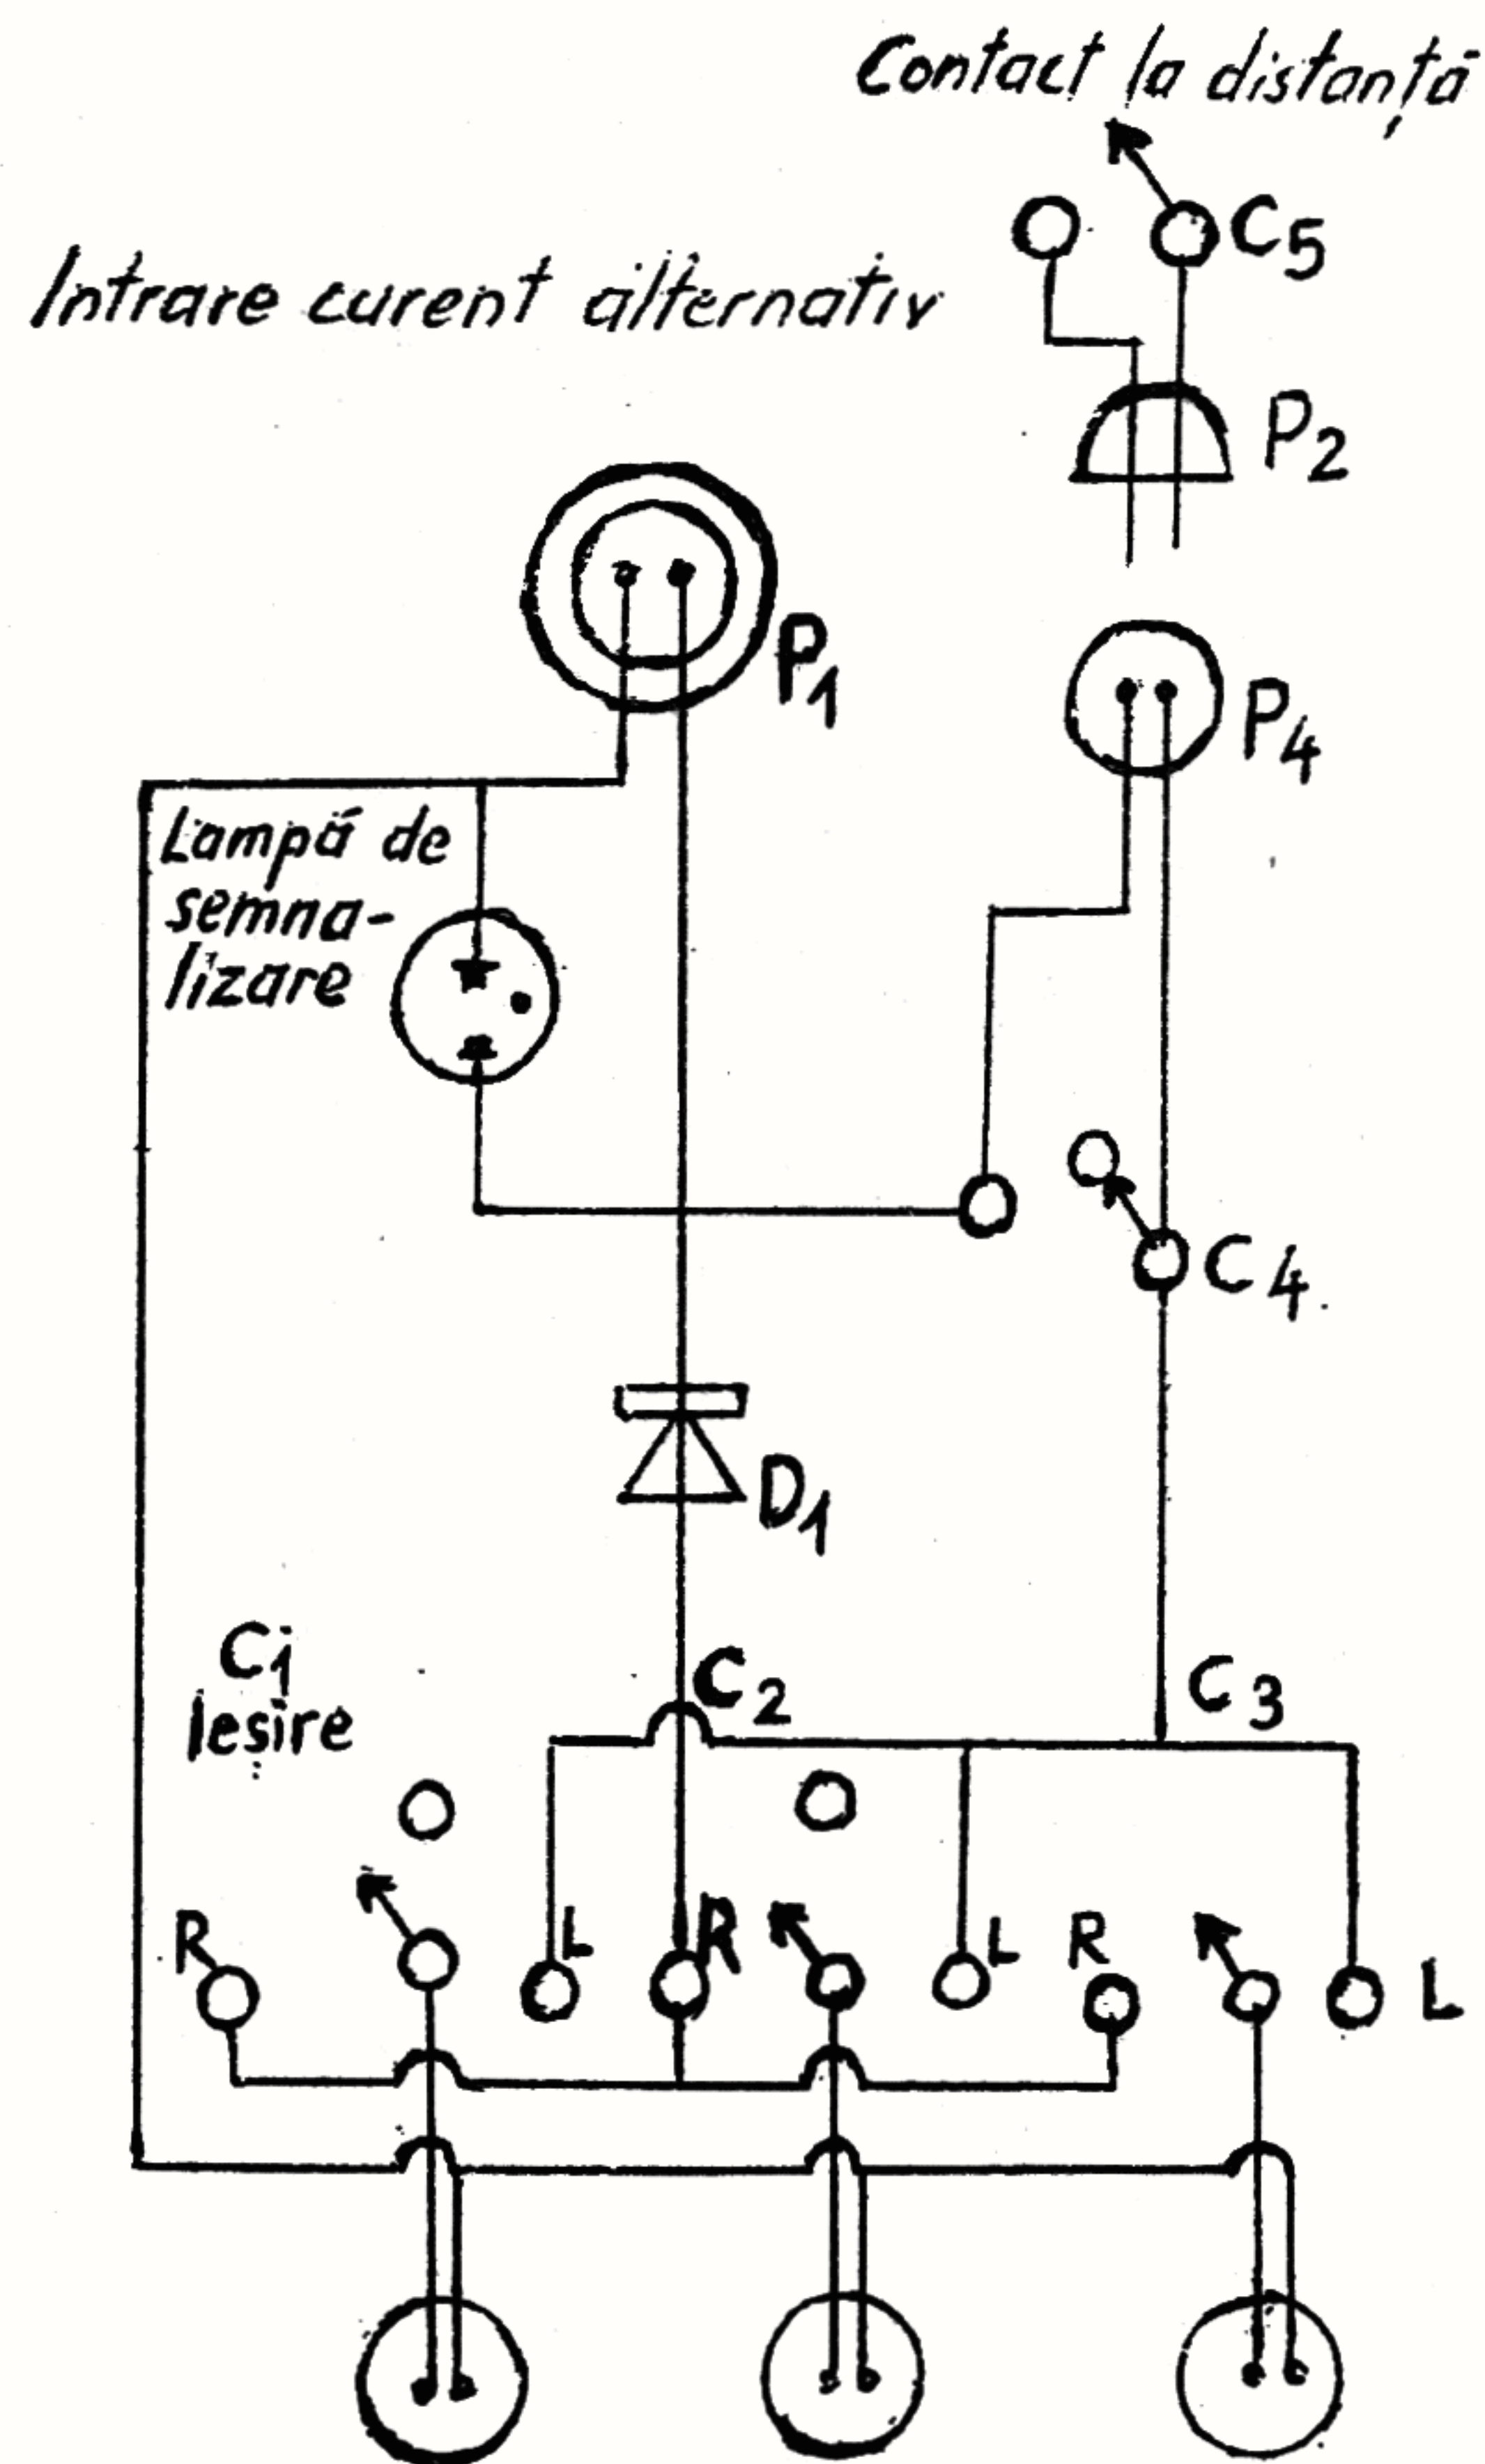 Contact la distanță
C5
Intrare curent alternativ
P2
P1
P4
Lampă de
semna-
lizare
C4
D1
C1
Ieșire
C2
C3
R
L
R
L
R
L